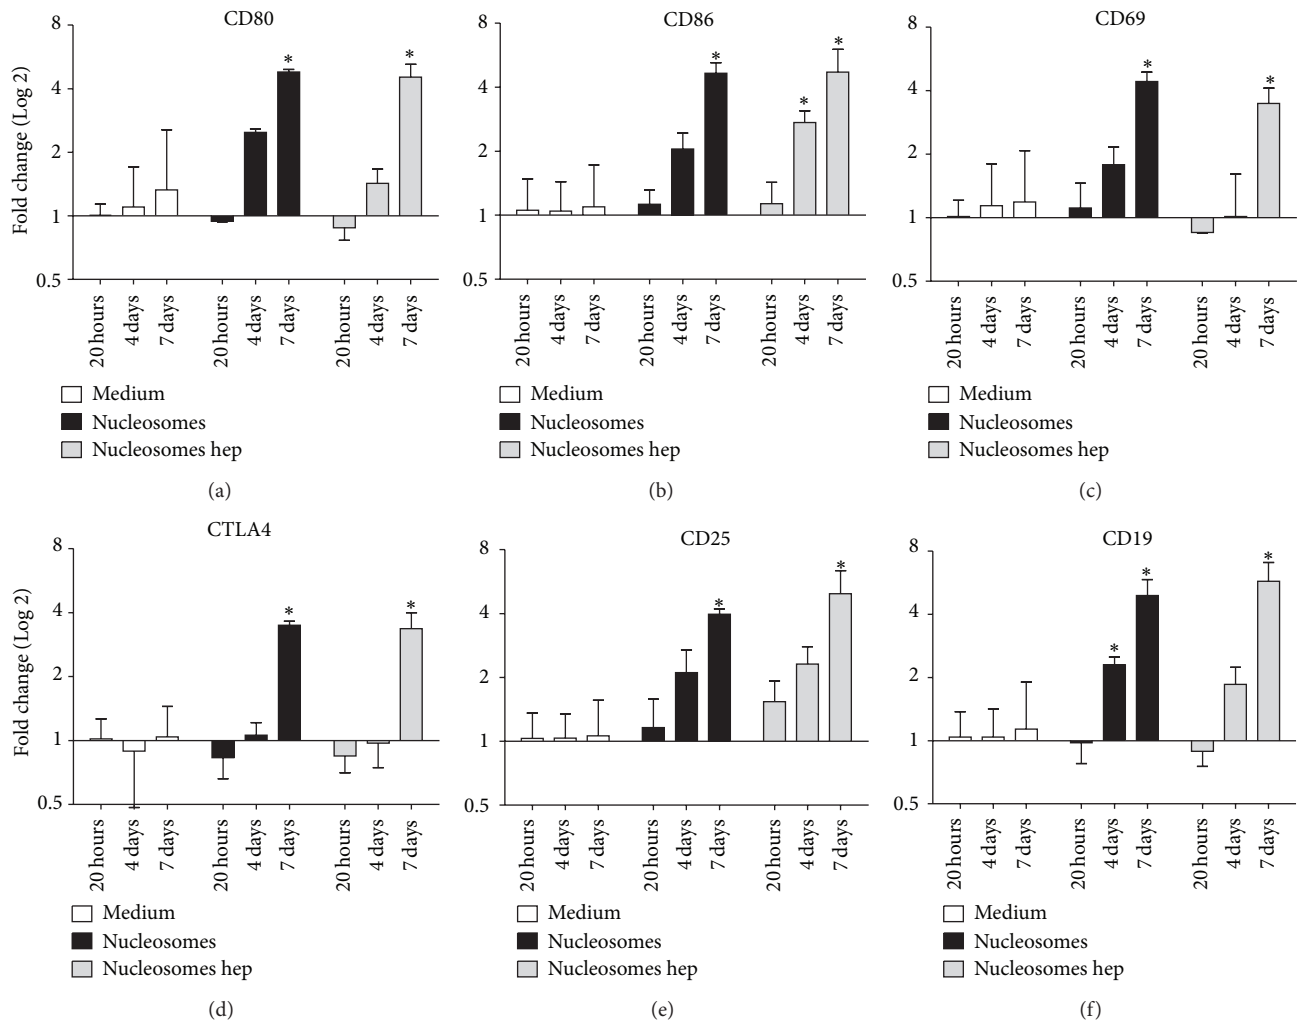 CD80
8
4
2
1
0.5
Fold change (Log 2)
*
*
20 hours
4 days
7 days
20 hours
4 days
7 days
20 hours
4 days
7 days
Medium
Nucleosomes
Nucleosomes hep
(a)
CD86
8
4
2
1
0.5
*
*
*
20 hours
4 days
7 days
20 hours
4 days
7 days
20 hours
4 days
7 days
Medium
Nucleosomes
Nucleosomes hep
(b)
CD69
8
4
2
1
0.5
*
*
20 hours
4 days
7 days
20 hours
4 days
7 days
20 hours
4 days
7 days
Medium
Nucleosomes
Nucleosomes hep
(c)
CTLA4
8
4
2
1
0.5
Fold change (Log 2)
*
*
20 hours
4 days
7 days
20 hours
4 days
7 days
20 hours
4 days
7 days
Medium
Nucleosomes
Nucleosomes hep
(d)
CD25
8
4
2
1
0.5
*
*
20 hours
4 days
7 days
20 hours
4 days
7 days
20 hours
4 days
7 days
Medium
Nucleosomes
Nucleosomes hep
(e)
CD19
8
4
2
1
0.5
*
*
*
20 hours
4 days
7 days
20 hours
4 days
7 days
20 hours
4 days
7 days
Medium
Nucleosomes
Nucleosomes hep
(f)